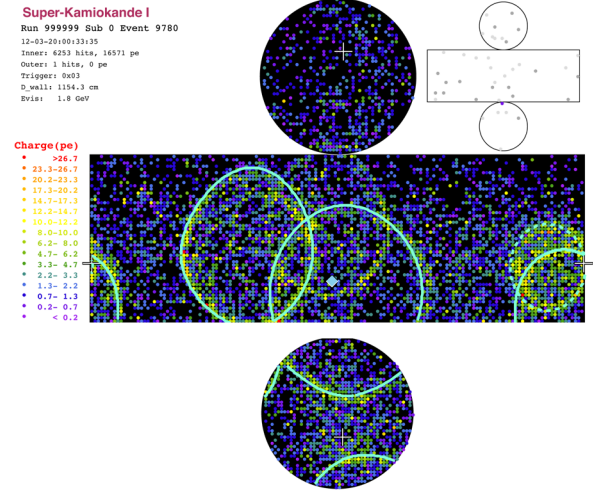 Super-Kamiokande I
Run 999999 Sub 0 Event 9780
12-03-20:00:33:35
Inner: 6253 hits, 16571 pe
Outer: 1 hits, 0 pe
Trigger: 0x03
D_wall: 1154.3 cm
Evis:   1.8 GeV
Charge(pe)
>26.7
23.3-26.7
20.2-23.3
17.3-20.2
14.7-17.3
12.2-14.7
10.0-12.2
8.0-10.0
6.2- 8.0
4.7- 6.2
3.3- 4.7
2.2- 3.3
1.3- 2.2
0.7- 1.3
0.2- 0.7
< 0.2